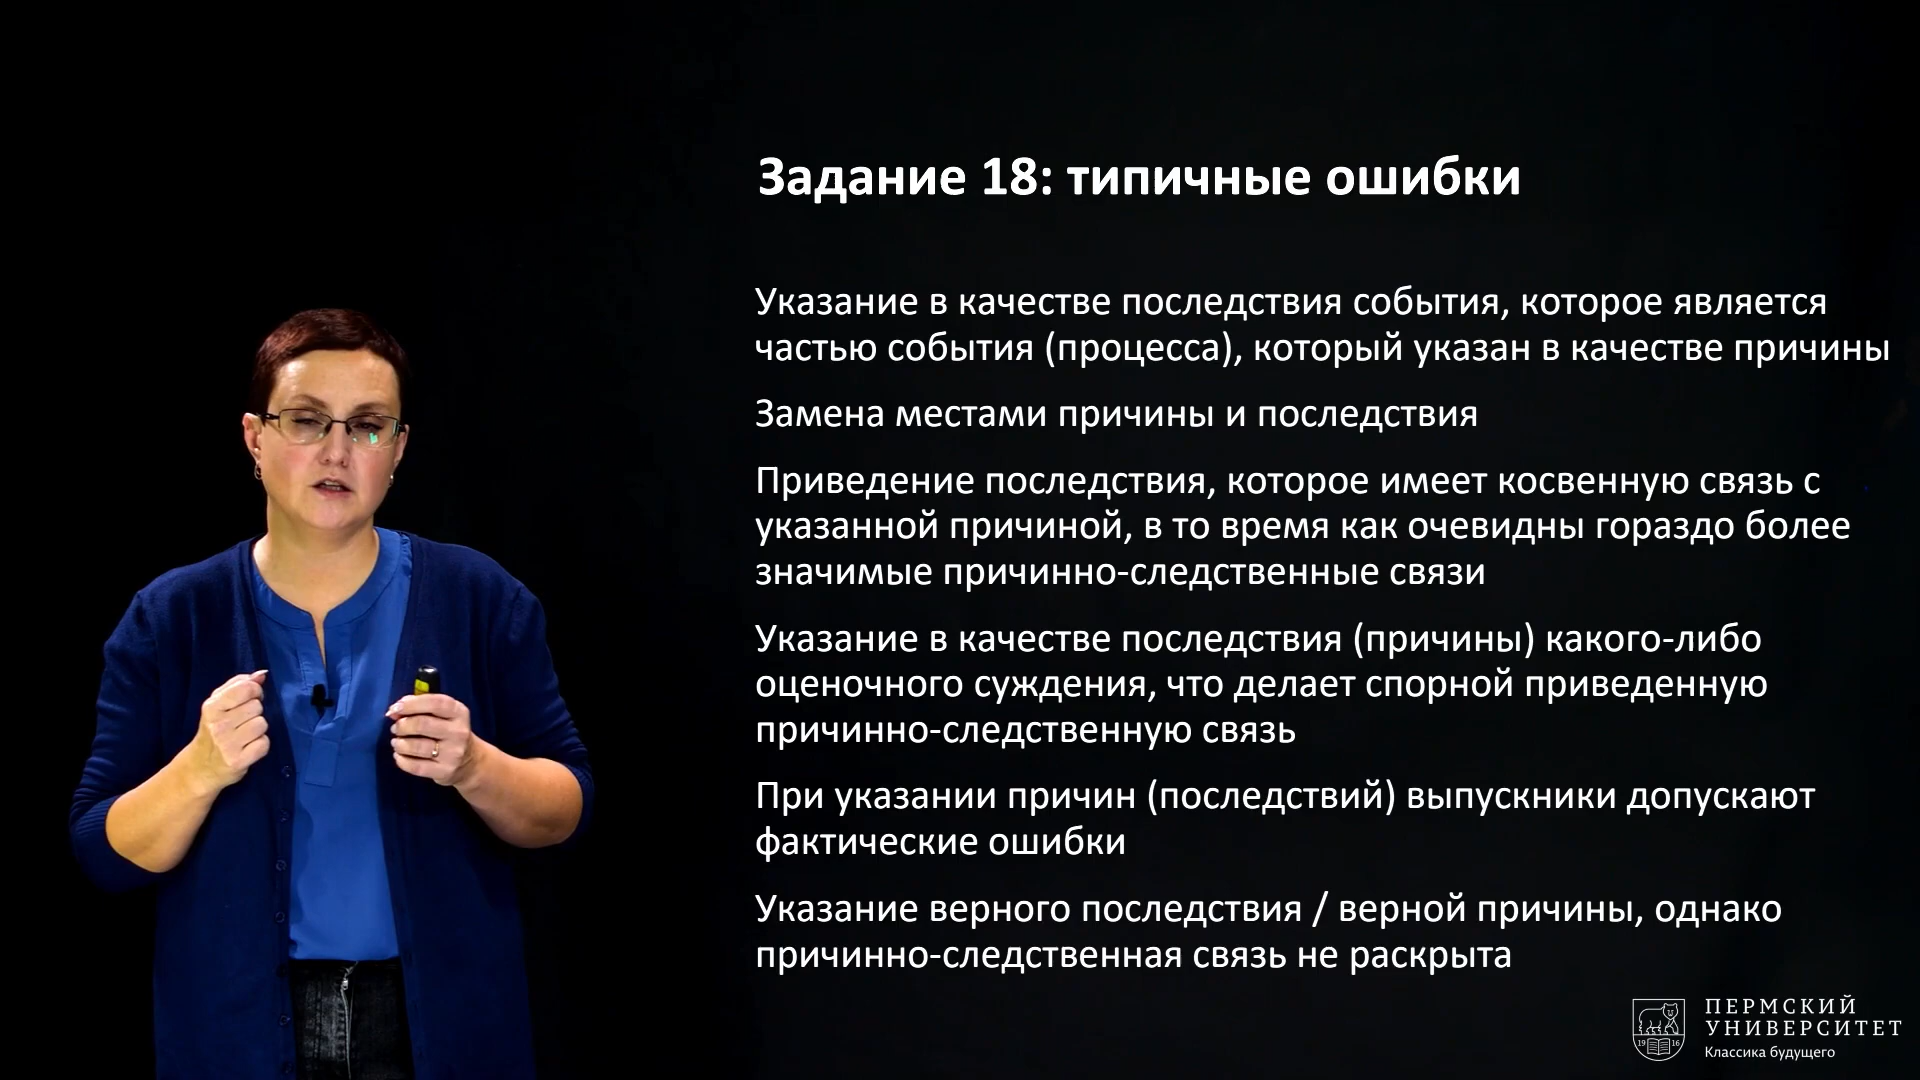 Задание 18: типичные ошибки
Указание в качестве последствия события, которое является
частью события (процесса), который указан в качестве причины
Замена местами причины и последствия
Приведение последствия, которое имеет косвенную связь с
указанной причиной, в то время как очевидны гораздо более
значимые причинно-следственные связи
Указание в качестве последствия (причины) какого-либо
оценочного суждения, что делает спорной приведенную
причинно-следственную связь
При указании причин (последствий) выпускники допускают
фактические ошибки
Указание верного последствия / верной причины, однако
причинно-следственная связь не раскрыта
ПЕРМСКИЙ
УНИВЕРСИТЕТ
19 16
Классика будущего